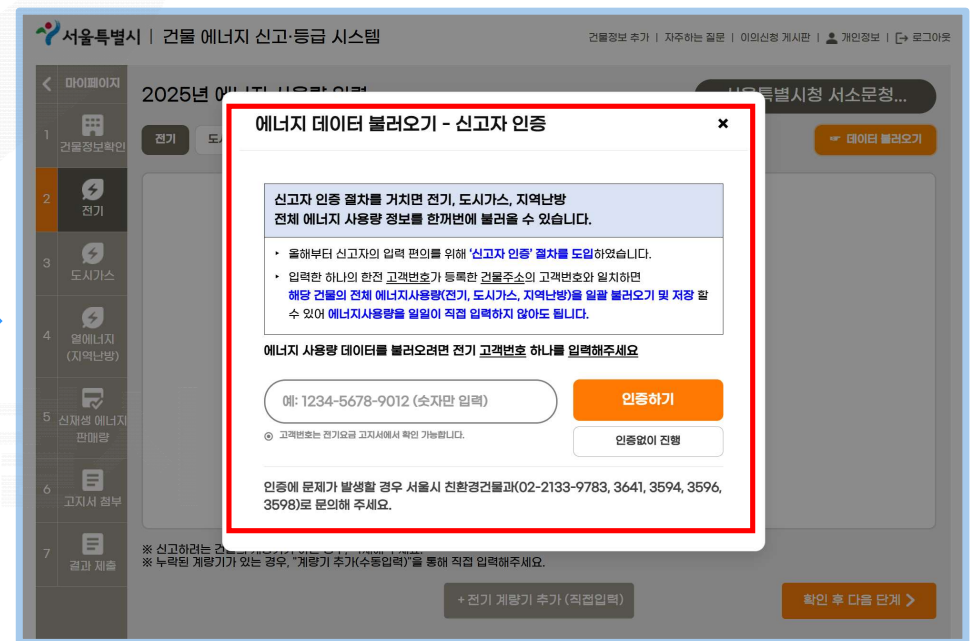 서울특별시 | 건물 에너지 신고·등급 시스템
건물정보 추가 | 자주하는 질문 | 이의신청 게시판 | 개인정보 | 로그아웃
마이페이지
2025년 에너지 사용량 입력
서울특별시청 서소문청...
1 건물정보확인
전기
☞ 데이터 불러오기
2 전기
3 도시가스
4 열에너지
(지역난방)
5 신재생 에너지
판매량
6 고지서 첨부
7 결과 제출
에너지 데이터 불러오기 - 신고자 인증 ×
신고자 인증 절차를 거치면 전기, 도시가스, 지역난방
전체 에너지 사용량 정보를 한꺼번에 불러올 수 있습니다.
‣ 올해부터 신고자의 입력 편의를 위해 '신고자 인증' 절차를 도입하였습니다.
‣ 입력한 하나의 한전 고객번호가 등록한 건물주소의 고객번호와 일치하면
해당 건물의 전체 에너지사용량(전기, 도시가스, 지역난방)을 일괄 불러오기 및 저장 할
수 있어 에너지사용량을 일일이 직접 입력하지 않아도 됩니다.
에너지 사용량 데이터를 불러오려면 전기 고객번호 하나를 입력해주세요
예: 1234-5678-9012 (숫자만 입력)
인증하기
고객번호는 전기요금 고지서에서 확인 가능합니다.
인증없이 진행
인증에 문제가 발생할 경우 서울시 친환경건물과(02-2133-9783, 3641, 3594, 3596,
3598)로 문의해 주세요.
※ 신고하려는
※ 누락된 계량기가 있는 경우, "계량기 추가(수동입력)"을 통해 직접 입력해주세요.
+ 전기 계량기 추가 (직접입력)
확인 후 다음 단계 >